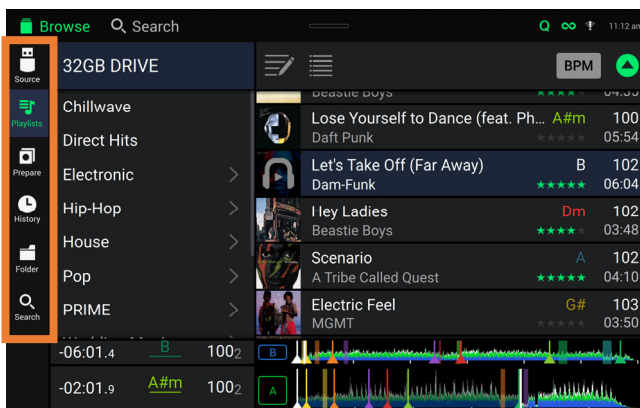 Browse Search Q 11:12 am
Source
Playlists
Prepare
History
Folder
Search
32GB DRIVE
Chillwave
Direct Hits
Electronic
Hip-Hop
House
Pop
PRIME
BPM
Beastie Boys 04:35
Lose Yourself to Dance (feat. Ph... A#m 100
Daft Punk 05:54
Let's Take Off (Far Away) B 102
Dam-Funk 06:04
Hey Ladies Dm 102
Beastie Boys 03:48
Scenario A 102
A Tribe Called Quest 04:10
Electric Feel G# 103
MGMT 03:50
-06:01.4 B 1002 B
-02:01.9 A#m 1002 A